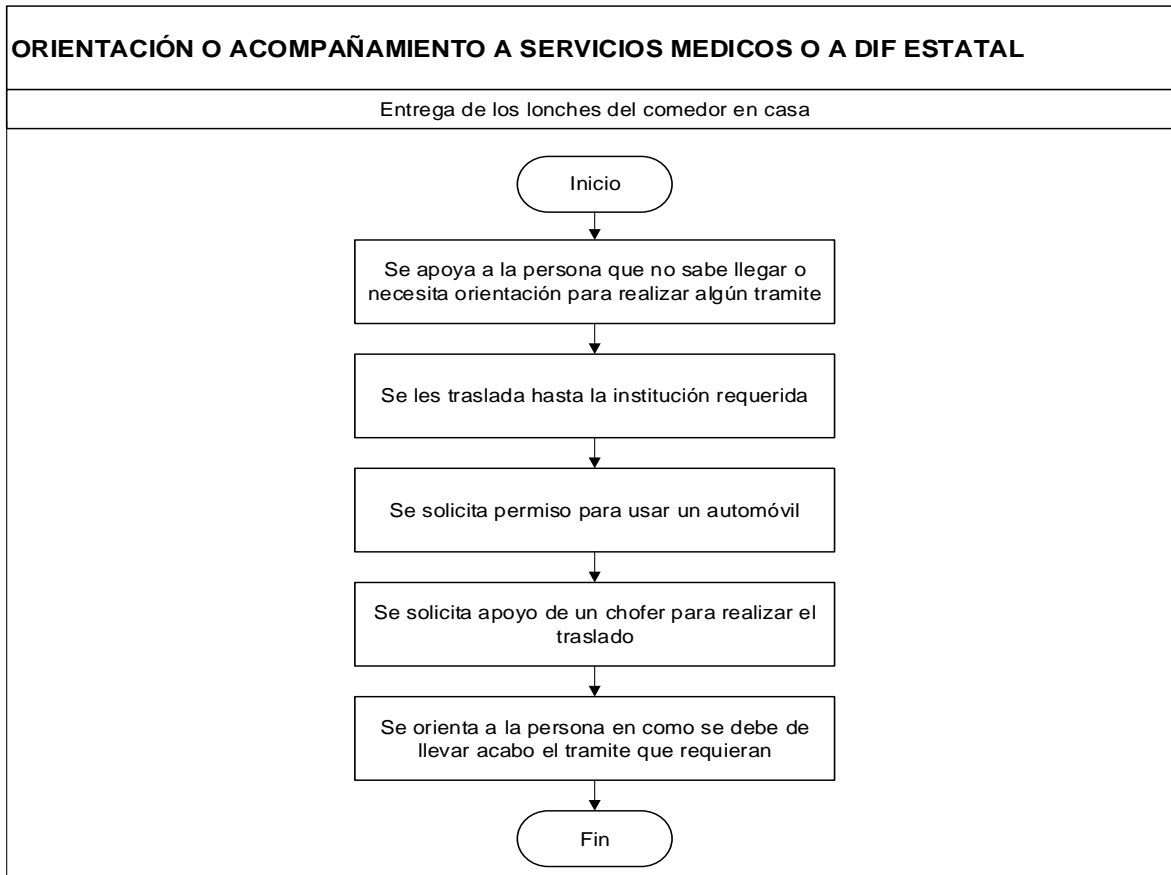 ORIENTACIÓN O ACOMPAÑAMIENTO A SERVICIOS MEDICOS O A DIF ESTATAL
Entrega de los lonches del comedor en casa
Inicio
Se apoya a la persona que no sabe llegar o
necesita orientación para realizar algún tramite
Se les traslada hasta la institución requerida
Se solicita permiso para usar un automóvil
Se solicita apoyo de un chofer para realizar el
traslado
Se orienta a la persona en como se debe de
llevar acabo el tramite que requieran
Fin